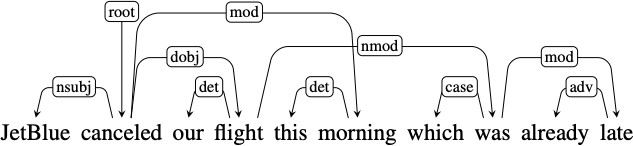 root mod
dobj nmod mod
nsubj det det case adv
JetBlue canceled our flight this morning which was already late